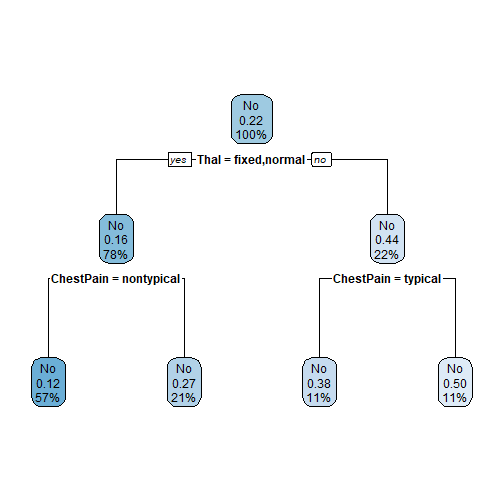 No
0.22
100%
yes Thal = fixed,normal no
No
0.16
78%
No
0.44
22%
ChestPain = nontypical
ChestPain = typical
No
0.12
57%
No
0.27
21%
No
0.38
11%
No
0.50
11%